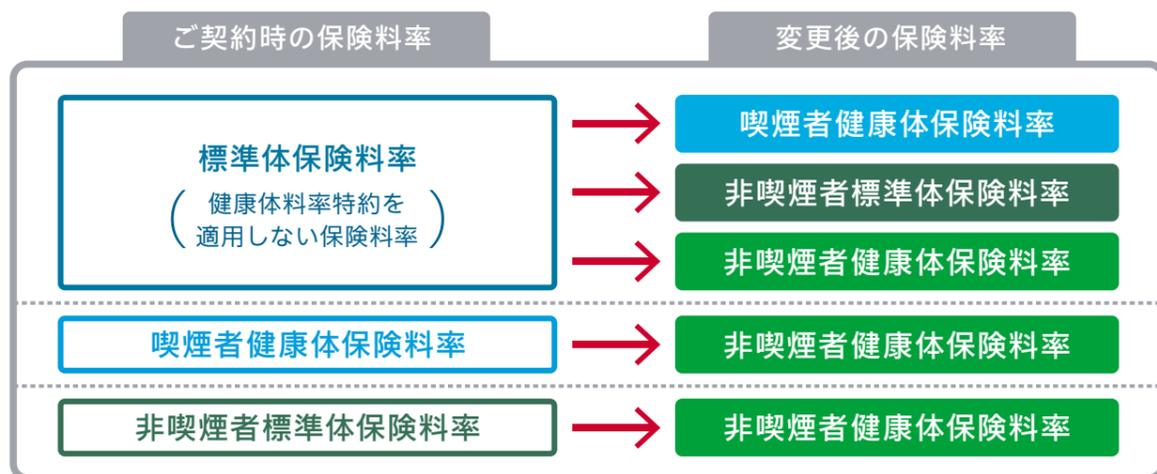 ご契約時の保険料率
変更後の保険料率
標準体保険料率
(健康体料率特約を
適用しない保険料率)
喫煙者健康体保険料率
非喫煙者標準体保険料率
非喫煙者健康体保険料率
喫煙者健康体保険料率
非喫煙者健康体保険料率
非喫煙者標準体保険料率
非喫煙者健康体保険料率